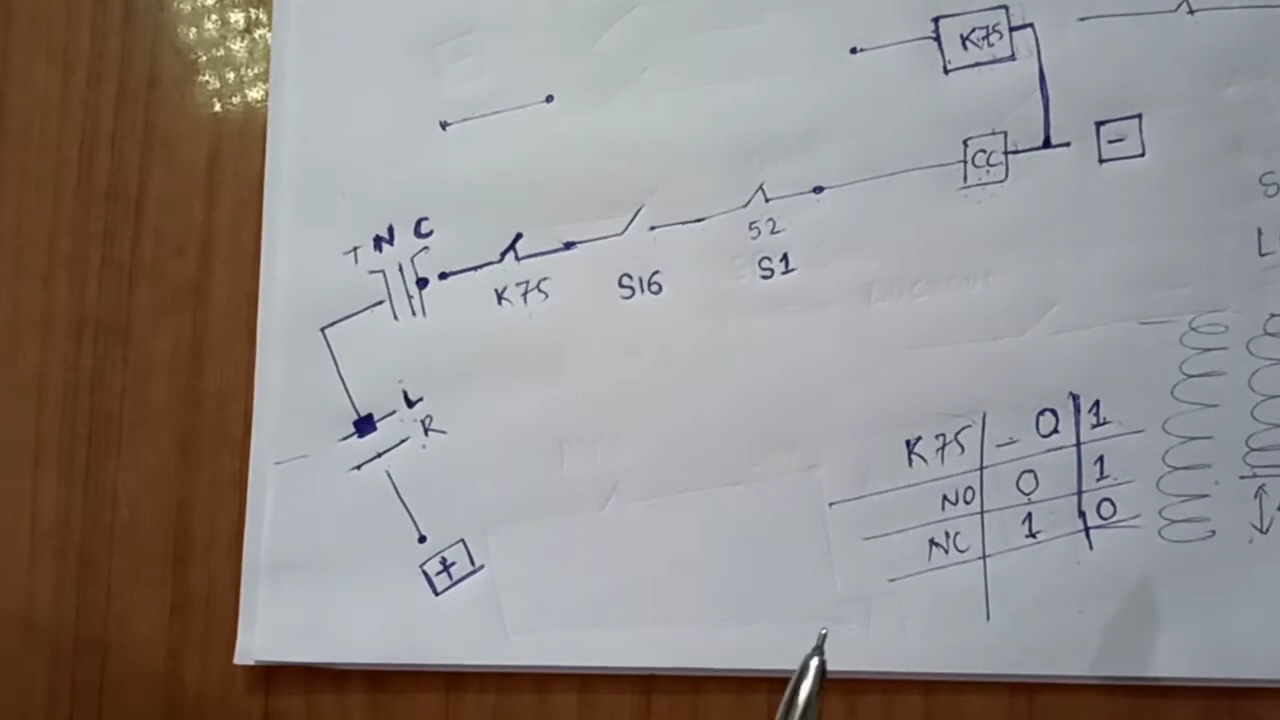 K75
CC
-
T N C
K75
S16
52
S1
L
R
+
K75 - 0 1
NO 0 1
NC 1 0
S
L